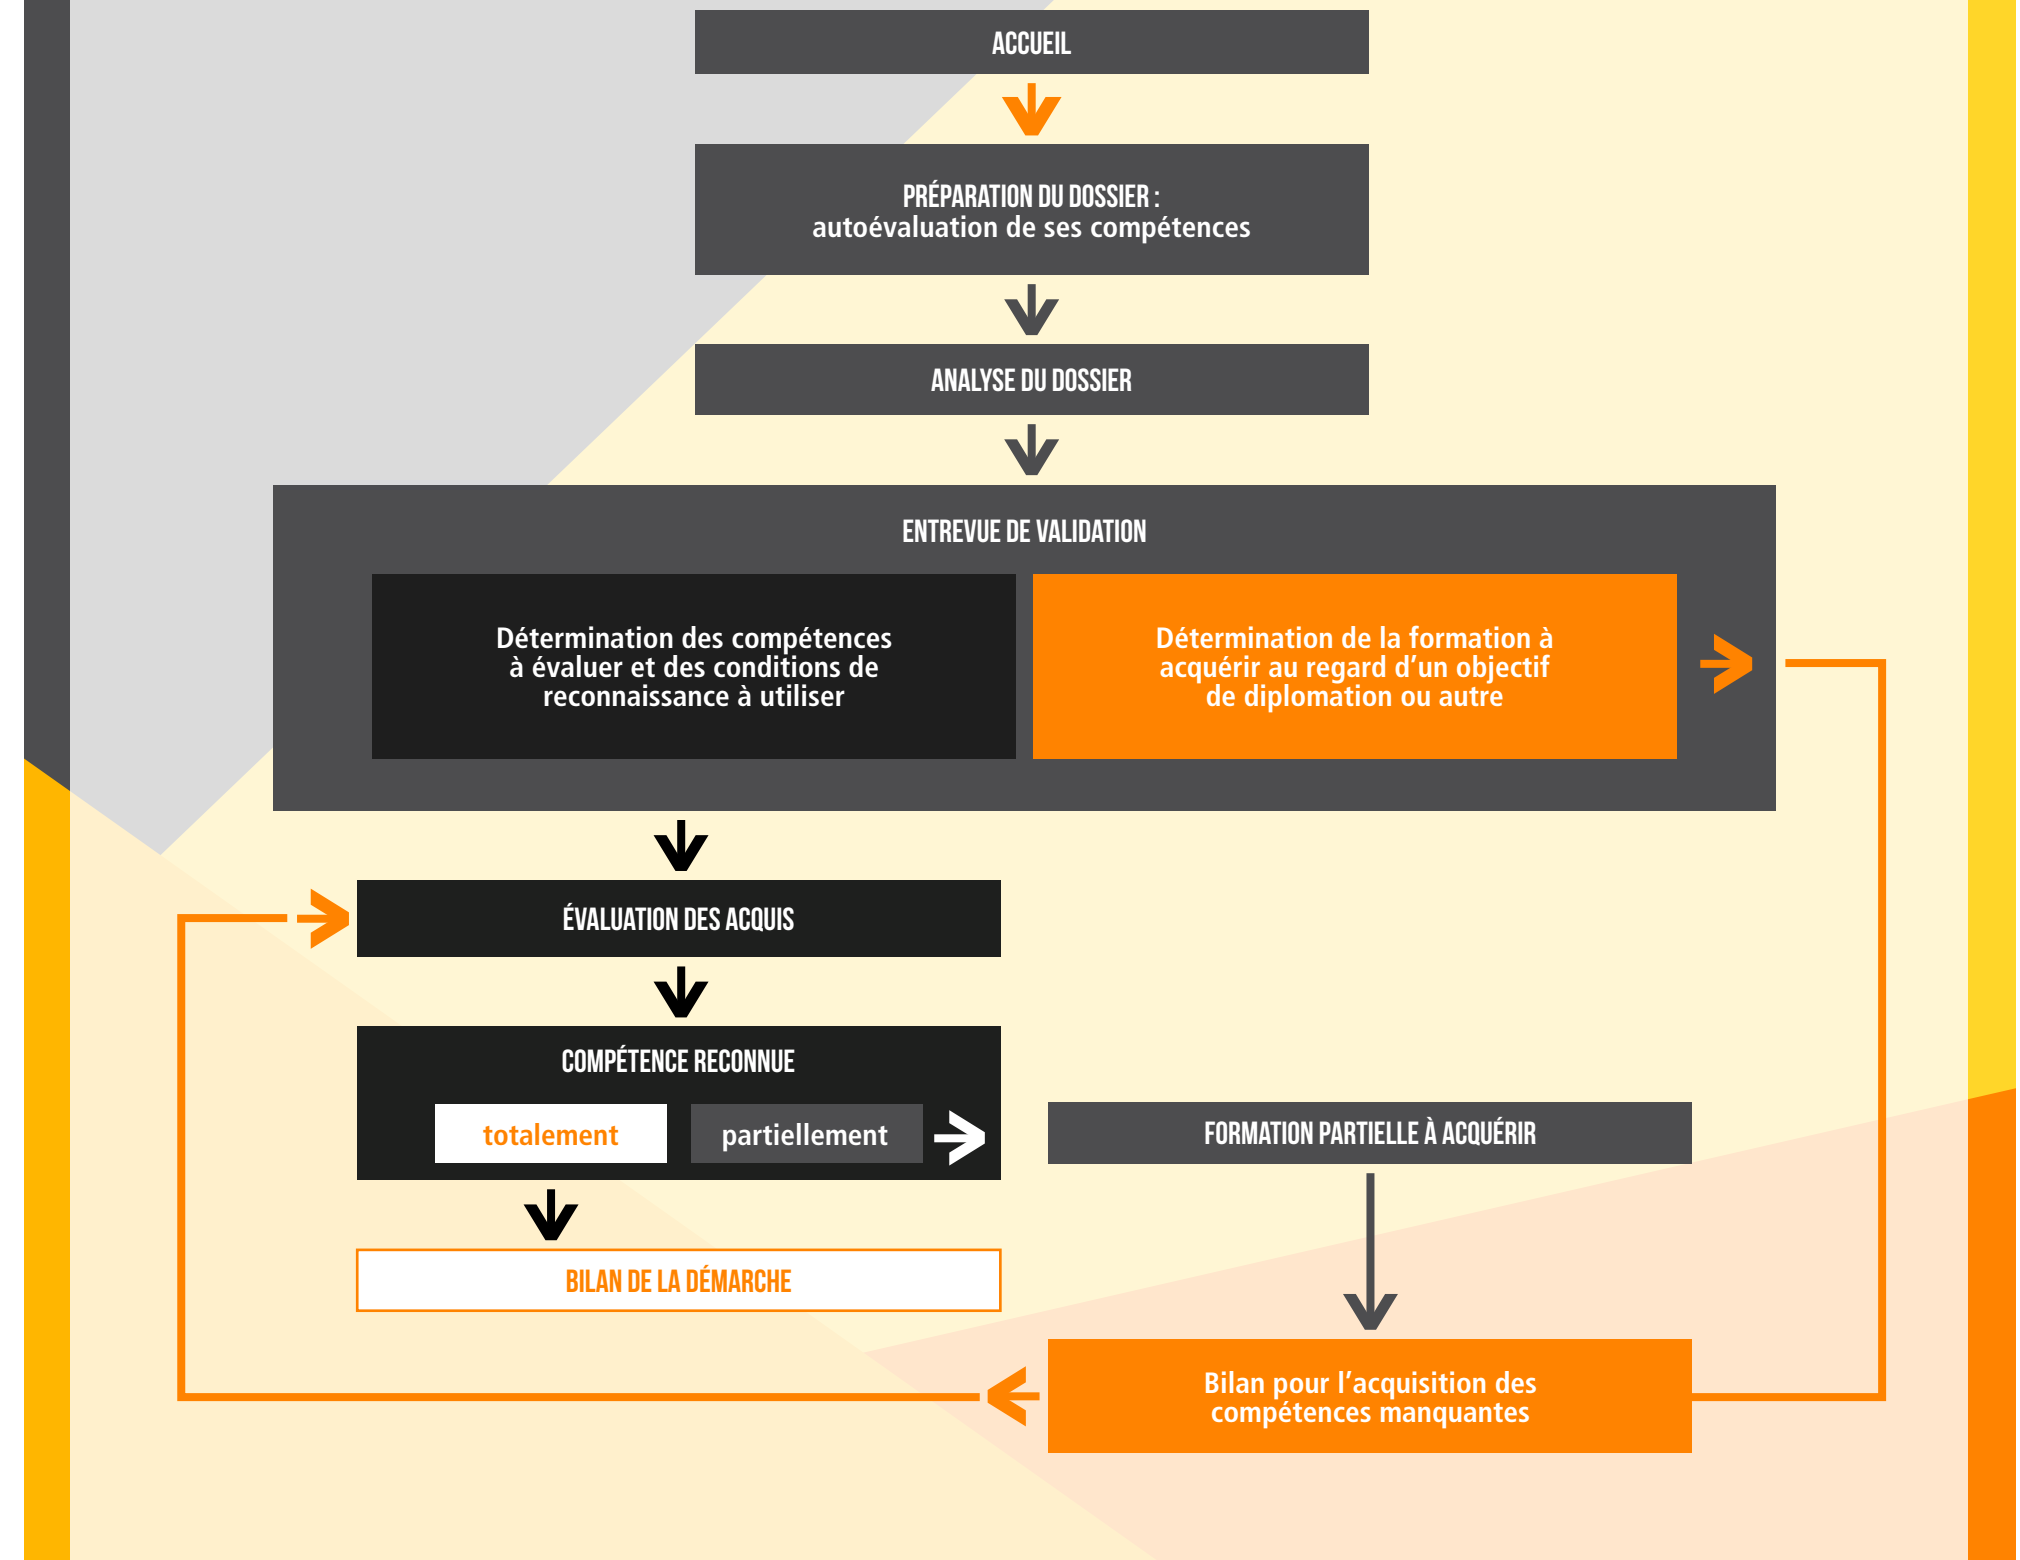 ACCUEIL
PRÉPARATION DU DOSSIER :
autoévaluation de ses compétences
ANALYSE DU DOSSIER
ENTREVUE DE VALIDATION
Détermination des compétences
à évaluer et des conditions de
reconnaissance à utiliser
Détermination de la formation à
acquérir au regard d’un objectif
de diplomation ou autre
ÉVALUATION DES ACQUIS
COMPÉTENCE RECONNUE
totalement
partiellement
FORMATION PARTIELLE À ACQUÉRIR
BILAN DE LA DÉMARCHE
Bilan pour l’acquisition des
compétences manquantes